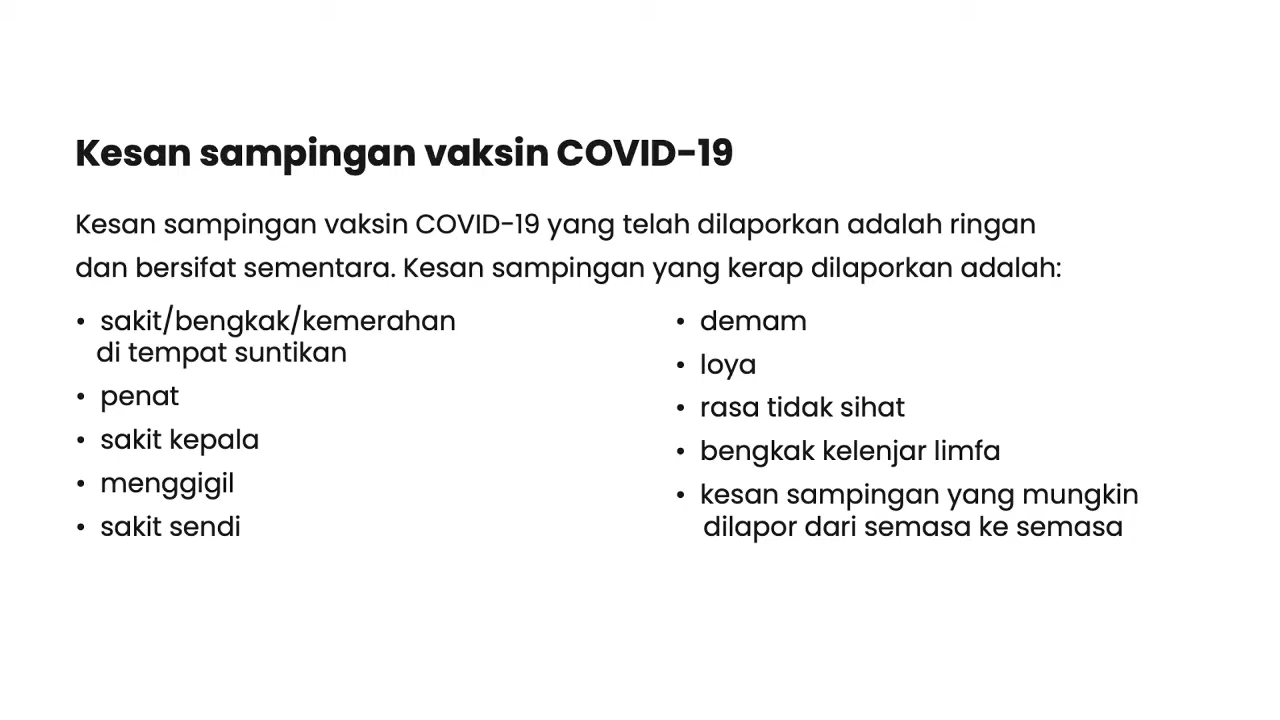 Kesan sampingan vaksin COVID-19
Kesan sampingan vaksin COVID-19 yang telah dilaporkan adalah ringan
dan bersifat sementara. Kesan sampingan yang kerap dilaporkan adalah:
• sakit/bengkak/kemerahan
di tempat suntikan
• penat
• sakit kepala
• menggigil
• sakit sendi
• demam
• loya
• rasa tidak sihat
• bengkak kelenjar limfa
• kesan sampingan yang mungkin
dilapor dari semasa ke semasa